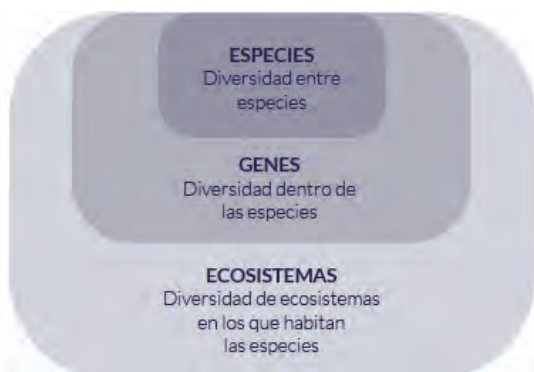 ESPECIES
Diversidad entre
especies
GENES
Diversidad dentro de
las especies
ECOSISTEMAS
Diversidad de ecosistemas
en los que habitan
las especies